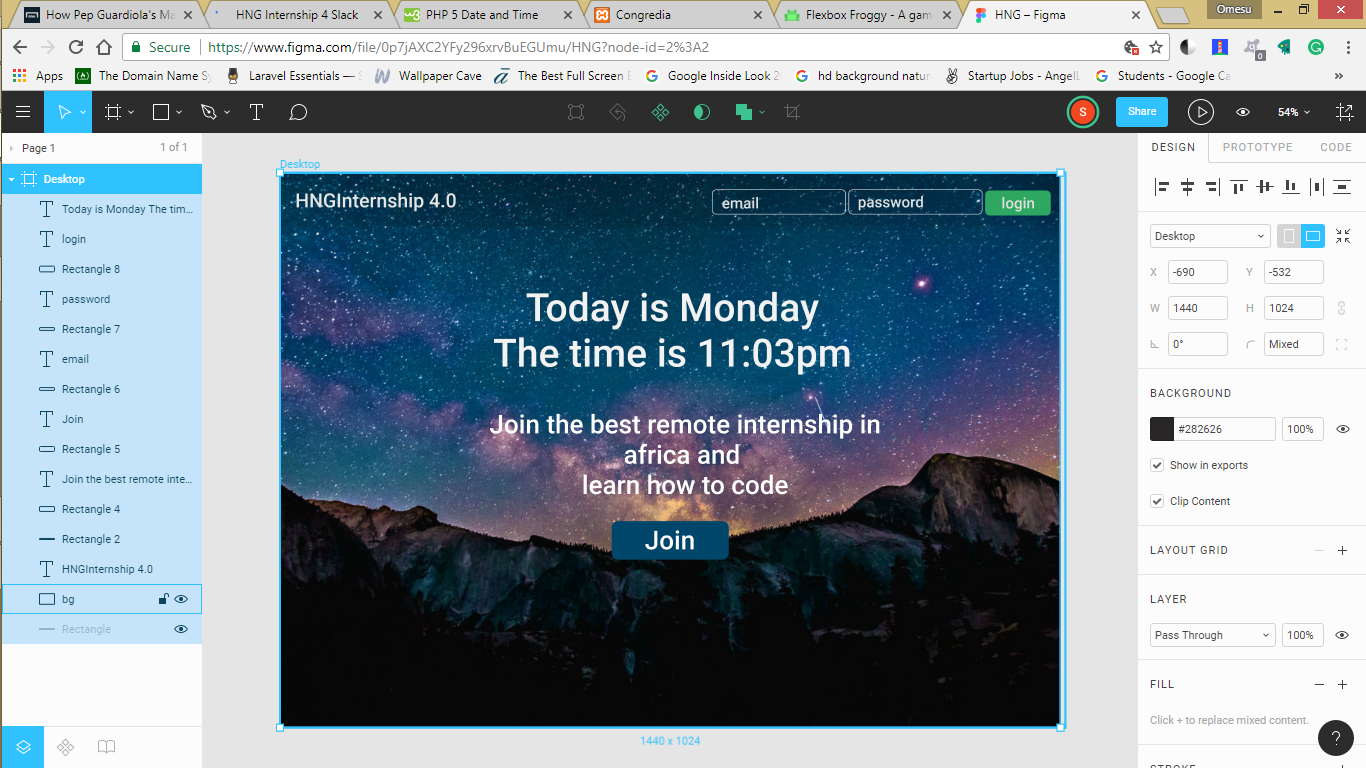 How Pep Guardiola's Ma
HNG Internship 4 Slack
PHP 5 Date and Time
Congredia
Flexbox Froggy - A gam
HNG – Figma
Omesu
Secure
https://www.figma.com/file/0p7jAXC2YFy296xrvBuEGUmu/HNG?node-id=2%3A2
0
Apps
The Domain Name Sy
Laravel Essentials — S
Wallpaper Cave
The Best Full Screen B
Google Inside Look 2
hd background natur
Startup Jobs - AngelL
Students - Google Ca
»
S
Share
54%
Page 1
1 of 1
DESIGN
PROTOTYPE
CODE
Desktop
Today is Monday The tim...
login
Rectangle 8
password
Rectangle 7
email
Rectangle 6
Join
Rectangle 5
Join the best remote inte...
Rectangle 4
Rectangle 2
HNGInternship 4.0
bg
Rectangle
Desktop
HNGInternship 4.0
email
password
login
Today is Monday
The time is 11:03pm
Join the best remote internship in
africa and
learn how to code
Join
1440 x 1024
Desktop
X -690 Y -532
W 1440 H 1024
0° Mixed
BACKGROUND
#282626 100%
Show in exports
Clip Content
LAYOUT GRID
LAYER
Pass Through 100%
FILL
Click + to replace mixed content.
?
STROKE